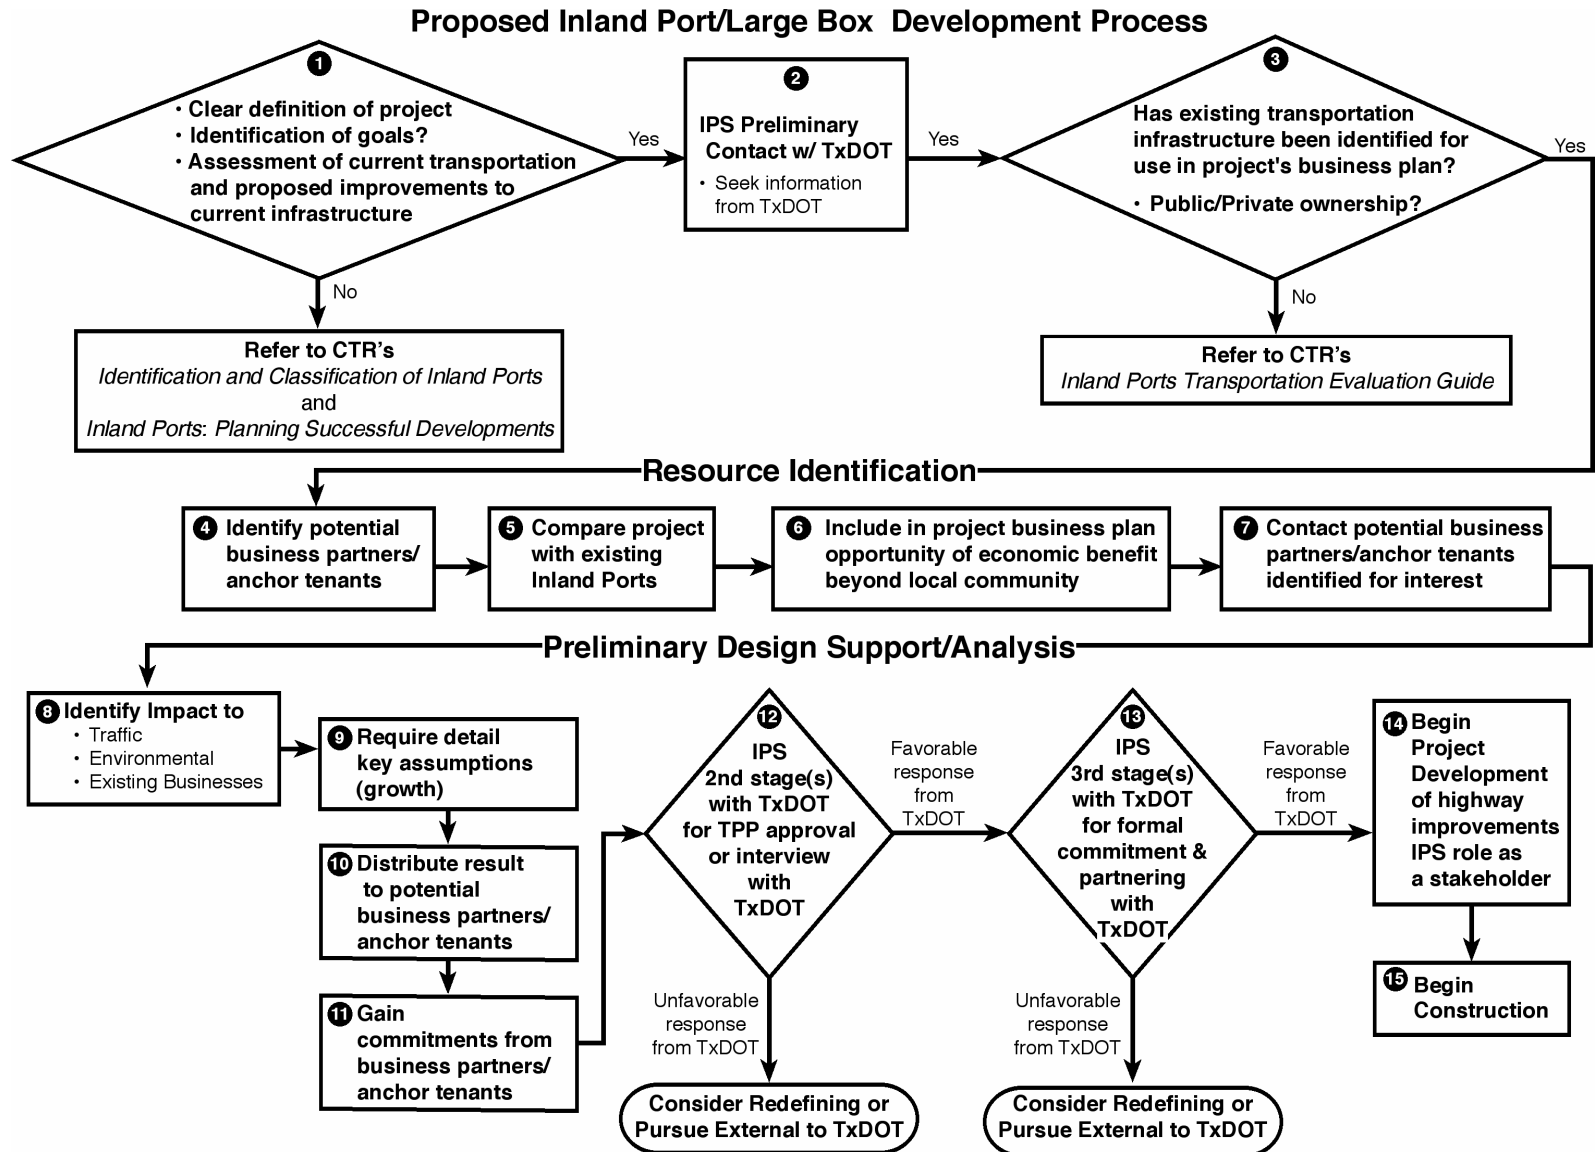 Proposed Inland Port/Large Box Development Process
1
• Clear definition of project
• Identification of goals?
• Assessment of current transportation
and proposed improvements to
current infrastructure
Yes
No
Refer to CTR's
Identification and Classification of Inland Ports
and
Inland Ports: Planning Successful Developments
2
IPS Preliminary
Contact w/ TxDOT
• Seek information
from TxDOT
Yes
3
Has existing transportation
infrastructure been identified for
use in project's business plan?
• Public/Private ownership?
Yes
No
Refer to CTR's
Inland Ports Transportation Evaluation Guide
Resource Identification
4 Identify potential
business partners/
anchor tenants
5 Compare project
with existing
Inland Ports
6 Include in project business plan
opportunity of economic benefit
beyond local community
7 Contact potential business
partners/anchor tenants
identified for interest
Preliminary Design Support/Analysis
8 Identify Impact to
• Traffic
• Environmental
• Existing Businesses
9 Require detail
key assumptions
(growth)
10 Distribute result
to potential
business partners/
anchor tenants
11 Gain
commitments from
business partners/
anchor tenants
12
IPS
2nd stage(s)
with TxDOT
for TPP approval
or interview
with
TxDOT
Favorable
response
from
TxDOT
Unfavorable
response
from TxDOT
Consider Redefining or
Pursue External to TxDOT
13
IPS
3rd stage(s)
with TxDOT
for formal
commitment &
partnering
with
TxDOT
Favorable
response
from
TxDOT
Unfavorable
response
from TxDOT
Consider Redefining or
Pursue External to TxDOT
14 Begin
Project
Development
of highway
improvements
IPS role as
a stakeholder
15 Begin
Construction